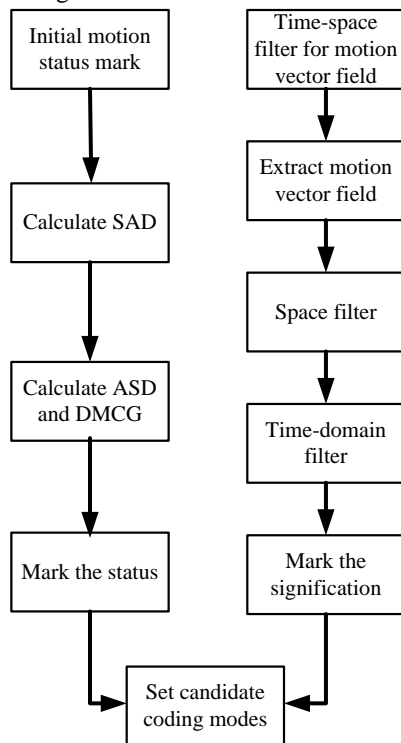 Initial motion
status mark
Calculate SAD
Calculate ASD
and DMCG
Mark the status
Time-space
filter for motion
vector field
Extract motion
vector field
Space filter
Time-domain
filter
Mark the
signification
Set candidate
coding modes